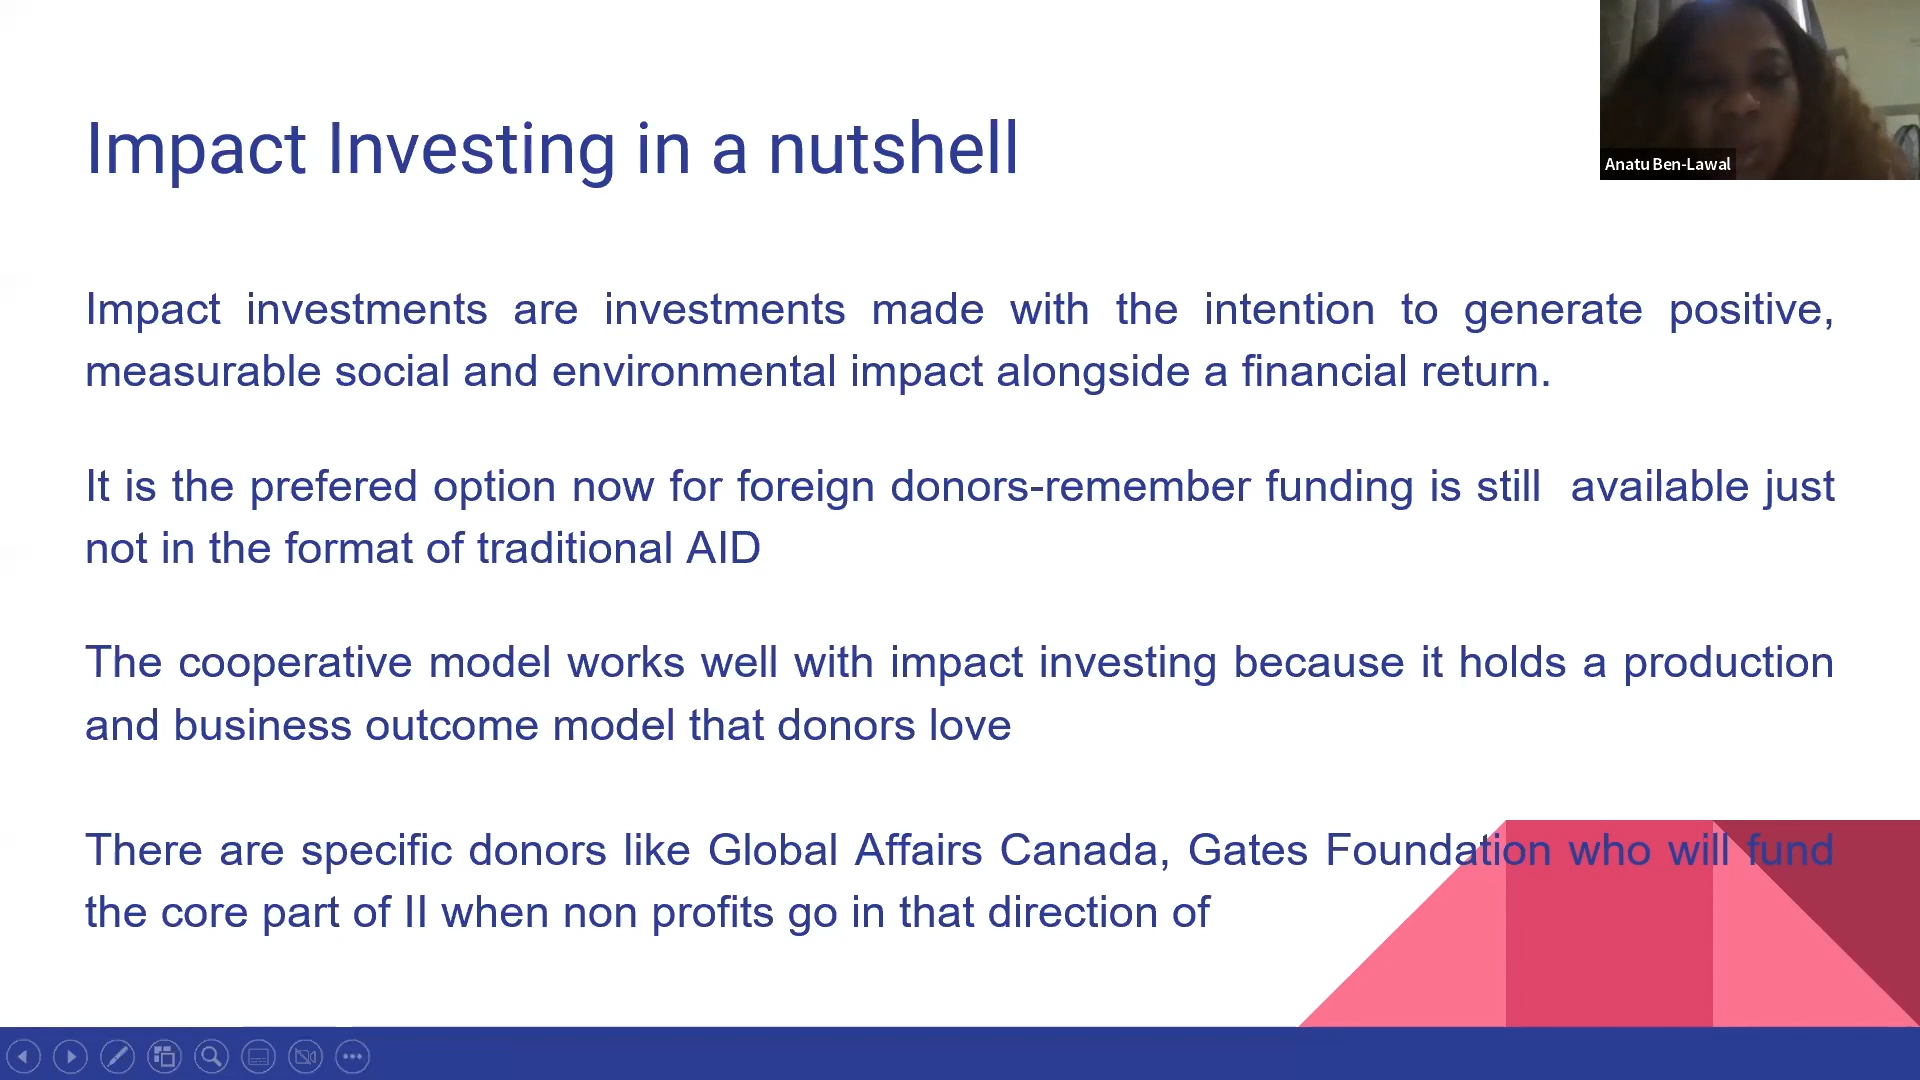 Impact Investing in a nutshell
Anatu Ben-Lawal
Impact investments are investments made with the intention to generate positive,
measurable social and environmental impact alongside a financial return.
It is the prefered option now for foreign donors-remember funding is still  available just
not in the format of traditional AID
The cooperative model works well with impact investing because it holds a production
and business outcome model that donors love
There are specific donors like Global Affairs Canada, Gates Foundation who will fund
the core part of II when non profits go in that direction of